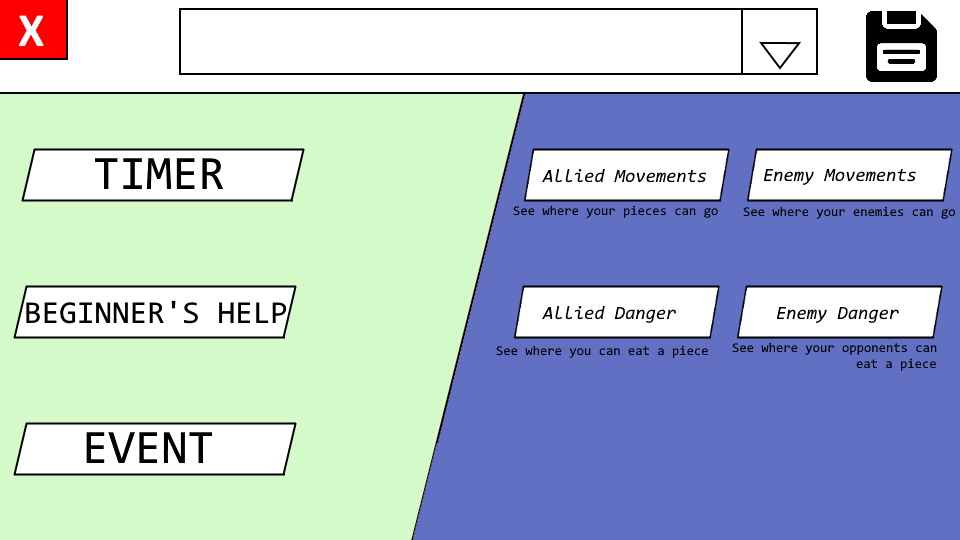 X
TIMER
BEGINNER'S HELP
EVENT
Allied Movements
See where your pieces can go
Enemy Movements
See where your enemies can go
Allied Danger
See where you can eat a piece
Enemy Danger
See where your opponents can
eat a piece